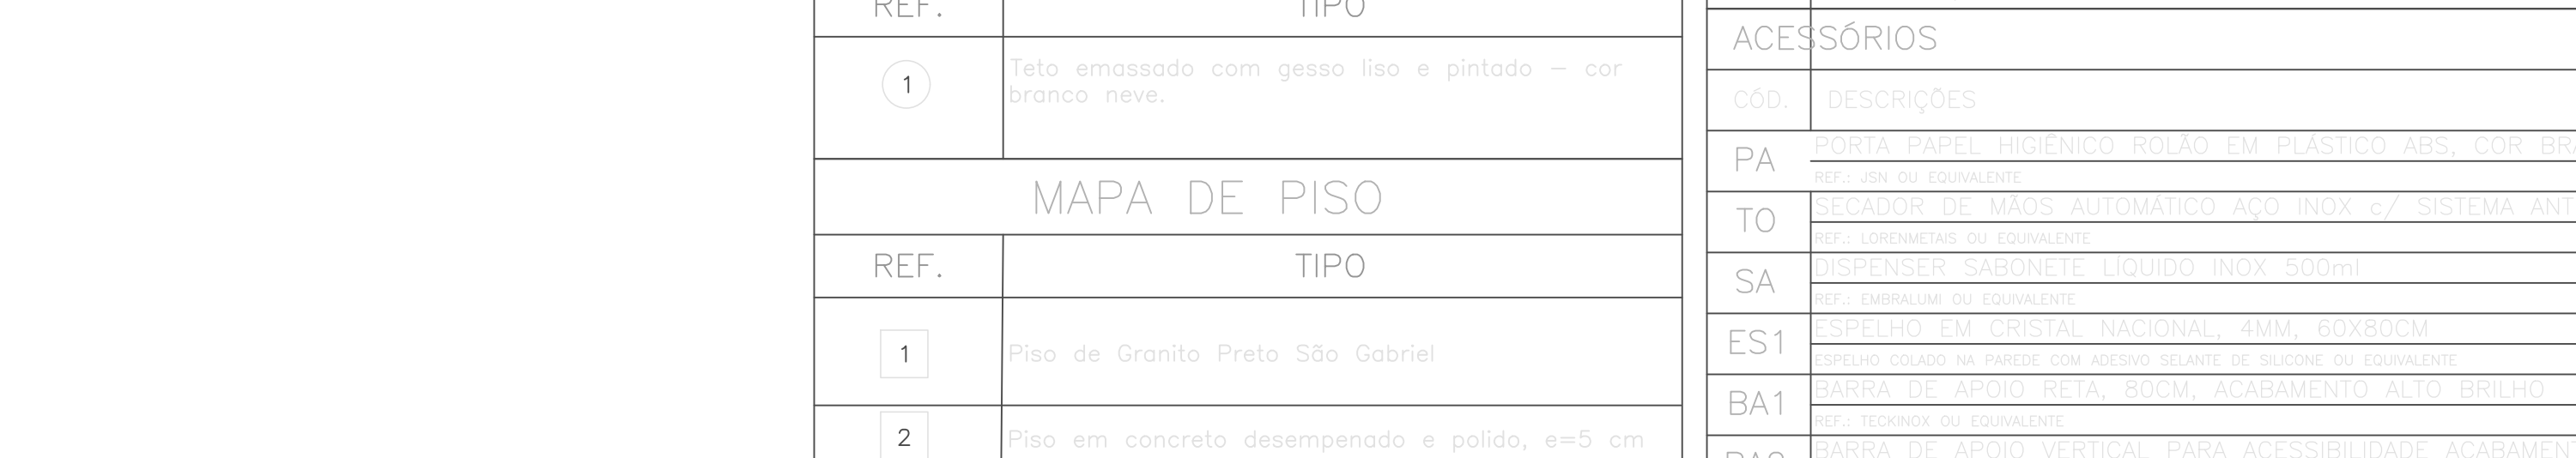 REF. TIPO
1 Teto emassado com gesso liso e pintado – cor
branco neve.
MAPA DE PISO
REF. TIPO
1 Piso de Granito Preto São Gabriel
2 Piso em concreto desempenado e polido, e=5 cm
ACESSÓRIOS
CÓD. DESCRIÇÕES
PA PORTA PAPEL HIGIÊNICO ROLÃO EM PLÁSTICO ABS, COR
REF.: JSN OU EQUIVALENTE
TO SECADOR DE MÃOS AUTOMÁTICO AÇO INOX c/ SISTEMA
REF.: LORENMETAIS OU EQUIVALENTE
SA DISPENSER SABONETE LÍQUIDO INOX 500ml
REF.: EMBRALUMI OU EQUIVALENTE
ES1 ESPELHO EM CRISTAL NACIONAL, 4MM, 60X80CM
ESPELHO COLADO NA PAREDE COM ADESIVO SELANTE DE SILICONE OU EQUIVALENTE
BA1 BARRA DE APOIO RETA, 80CM, ACABAMENTO ALTO BRILHO
REF.: TECKINOX OU EQUIVALENTE
BARRA DE APOIO VERTICAL PARA ACESSIBILIDADE